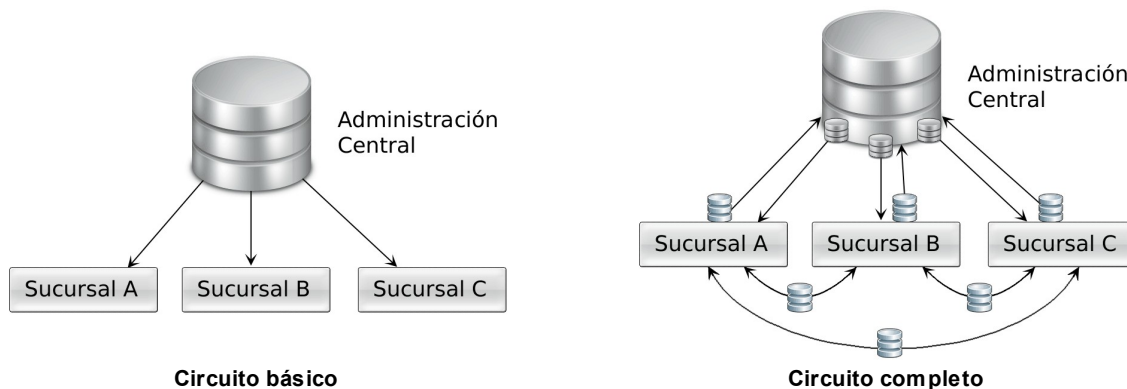 Administración
Central
Sucursal A
Sucursal B
Sucursal C
Circuito básico
Administración
Central
Sucursal A
Sucursal B
Sucursal C
Circuito completo